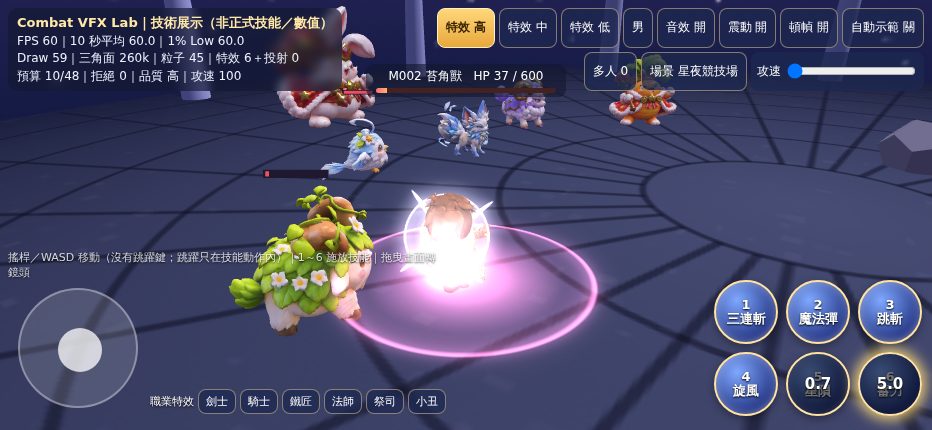 Combat VFX Lab｜技術展示（非正式技能／數值）
FPS 60｜10 秒平均 60.0｜1% Low 60.0
Draw 59｜三角面 260k｜粒子 45｜特效 6＋投射 0
預算 10/48｜拒絕 0｜品質 高｜攻速 100
特效 高
特效 中
特效 低
男
音效 開
震動 開
頓幀 開
自動示範 關
多人 0
場景 星夜競技場
攻速
M002 苔角獸 HP 37 / 600
搖桿／WASD 移動（沒有跳躍鍵；跳躍只在技能動作內）｜1～6 施放技能｜拖曳畫面轉
鏡頭
1
三連斬
2
魔法彈
3
跳斬
4
旋風
0.7
5.0
職業特效
劍士
騎士
鐵匠
法師
祭司
小丑